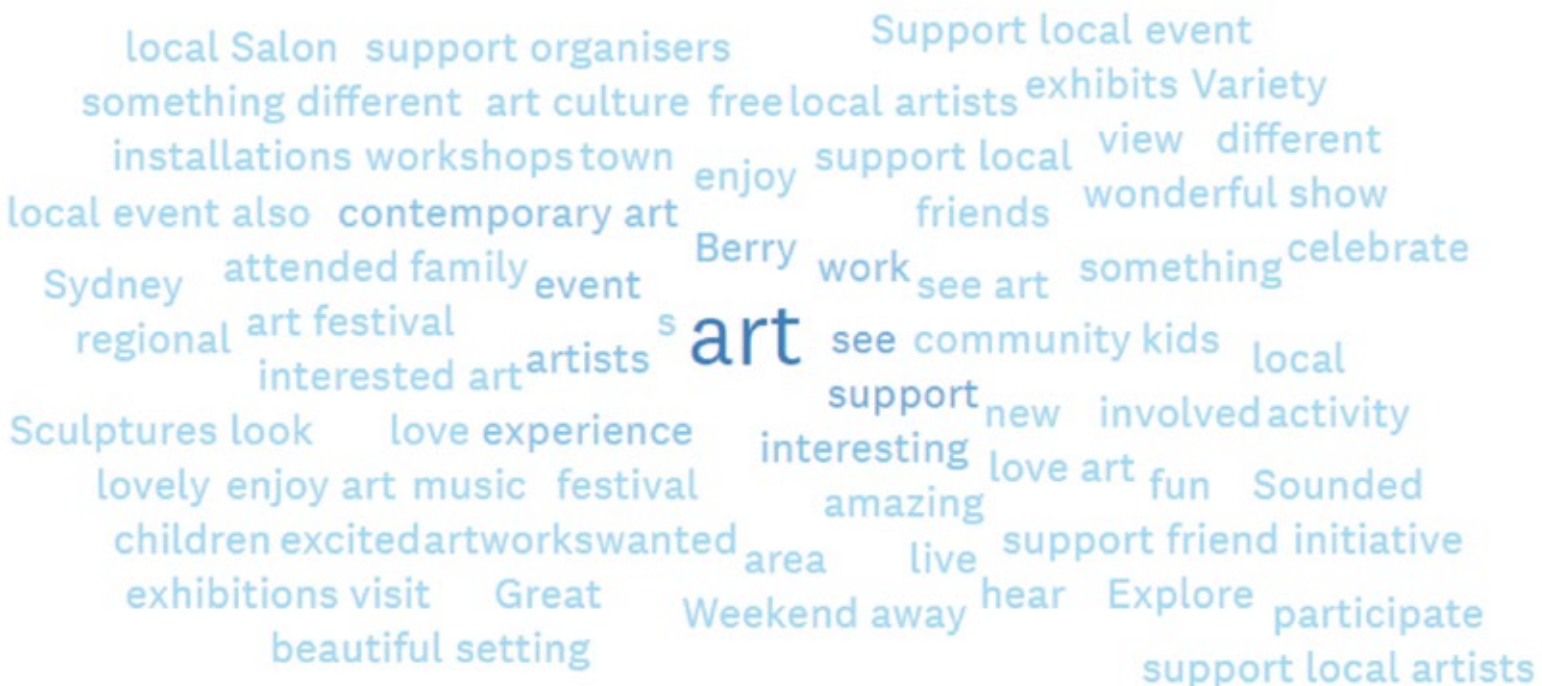 Support local event
local Salon support organisers
exhibits Variety
something different art culture free local artists
view different
installations workshops town enjoy support local
wonderful show
local event also contemporary art friends
Berry celebrate
attended family work something
Sydney event see art
art festival s
regional art see community kids
artists local
interested art
support
new involved activity
Sculptures look love experience
interesting
love art
lovely enjoy art music festival fun Sounded
amazing
children excited artworks wanted support friend initiative
area live
exhibitions visit Great hear Explore
Weekend away participate
beautiful setting
support local artists